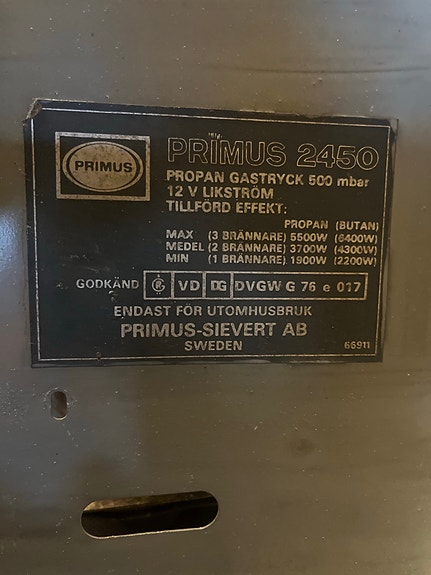 PRIMUS
PRIMUS 2450
PROPAN GASTRYCK 500 mbar
12 V LIKSTRÖM
TILLFÖRD EFFEKT:
PROPAN (BUTAN)
MAX (3 BRÄNNARE) 5500W (6400W)
MEDEL (2 BRÄNNARE) 3700W (4300W)
MIN (1 BRÄNNARE) 1900W (2200W)
GODKÄND VD DG DVGW G 76 e 017
ENDAST FÖR UTOMHUSBRUK
PRIMUS-SIEVERT AB
SWEDEN
66911